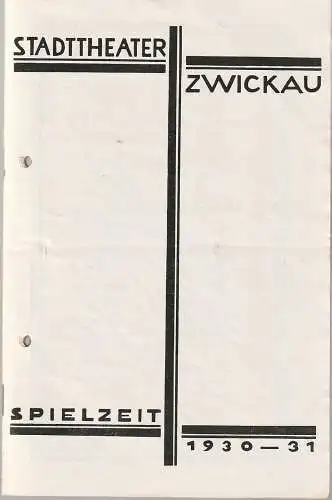 STADTTHEATER
ZWICKAU
SPIELZEIT
1930—31